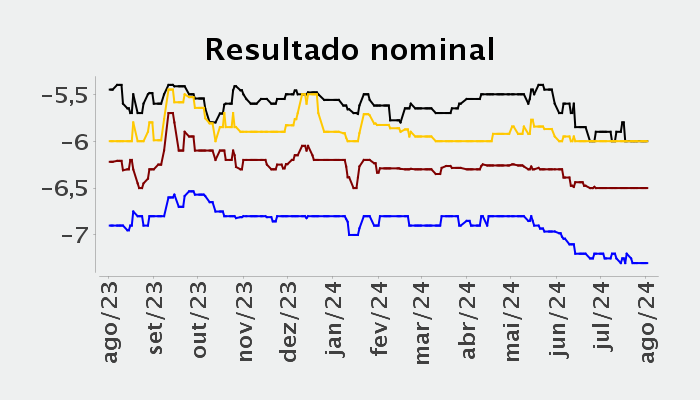 Resultado nominal
−5,5
−6
−6,5
−7
ago/23
set/23
out/23
nov/23
dez/23
jan/24
fev/24
mar/24
abr/24
mai/24
jun/24
jul/24
ago/24